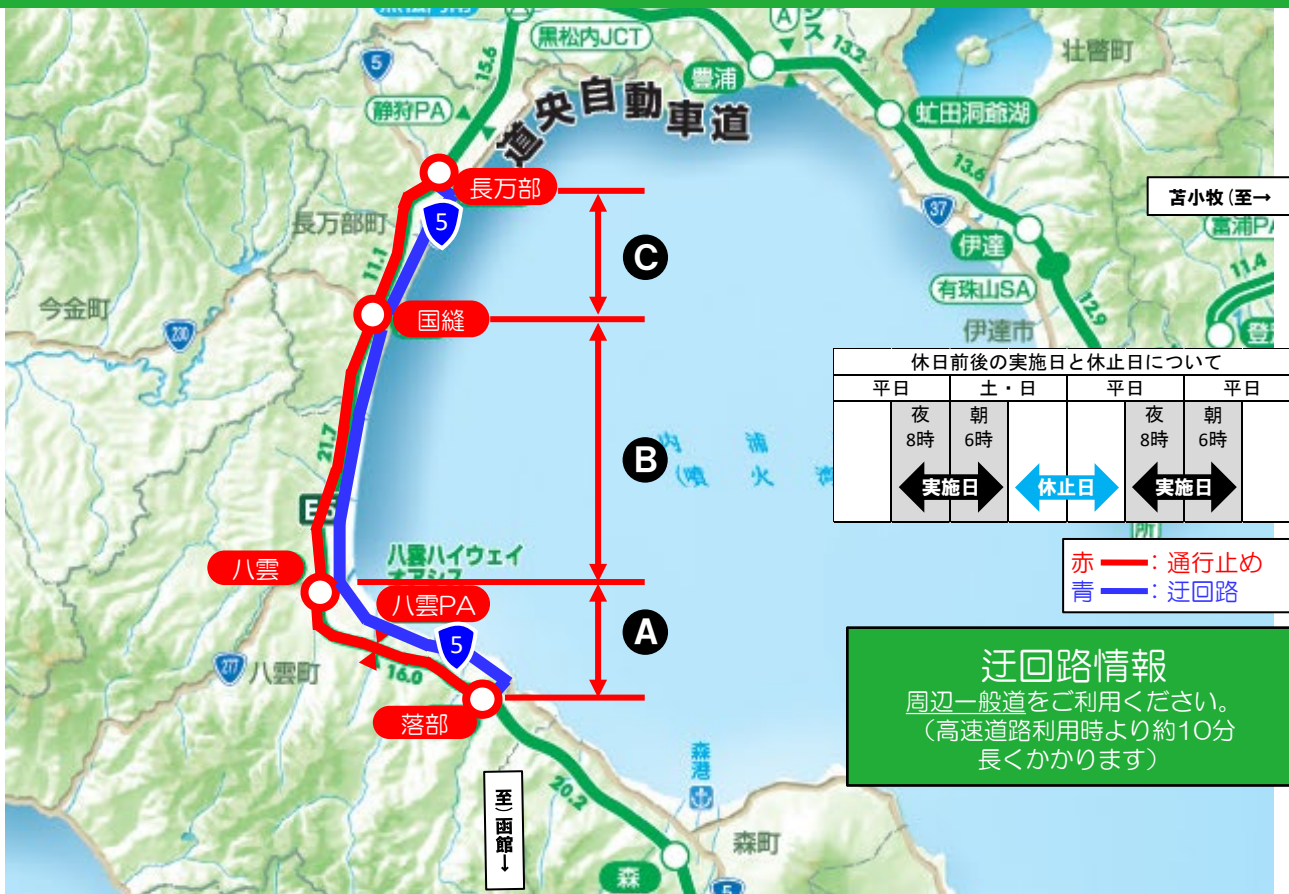 黒松内JCT
5
15.6
静狩PA
道央自動車道
豊浦
13.2
壮瞥町
虻田洞爺湖
13.6
37
苫小牧(至→
富浦PA
11.4
伊達
有珠山SA
伊達市
12.9
長万部
5
長万部町
11.1
C
国縫
今金町
230
21.7
B
内浦
(噴火湾
休日前後の実施日と休止日について
平日 土・日 平日 平日
夜 朝 夜 朝
8時 6時 8時 6時
実施日 休止日 実施日
赤 : 通行止め
青 : 迂回路
八雲
八雲ハイウェイ
オアシス
八雲PA
5
A
277
八雲町
16.0
落部
迂回路情報
周辺一般道をご利用ください。
(高速道路利用時より約10分
長くかかります)
至)函館↓
20.2
森港
森町
森
5